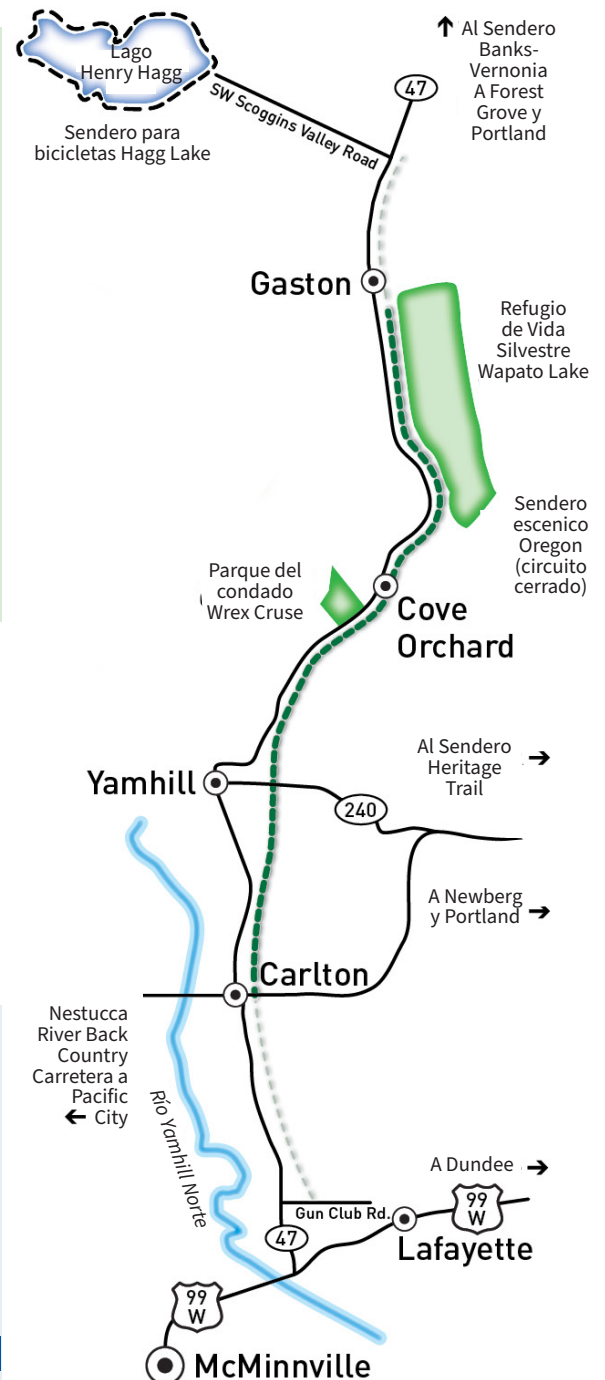 Lago
Henry Hagg
Sendero para
bicicletas Hagg Lake
SW Scoggins Valley Road
47
Al Sendero
Banks-
Vernonia
A Forest
Grove y
Portland
Gaston
Refugio
de Vida
Silvestre
Wapato Lake
Sendero
escenico
Oregon
(circuito
cerrado)
Parque del
condado
Wrex Cruse
Cove
Orchard
Al Sendero
Heritage
Trail
Yamhill
240
A Newberg
y Portland
Carlton
Nestucca
River Back
Country
Carretera a
Pacific
City
Río Yamhill Norte
A Dundee
99
W
Gun Club Rd.
47
Lafayette
99
W
McMinnville